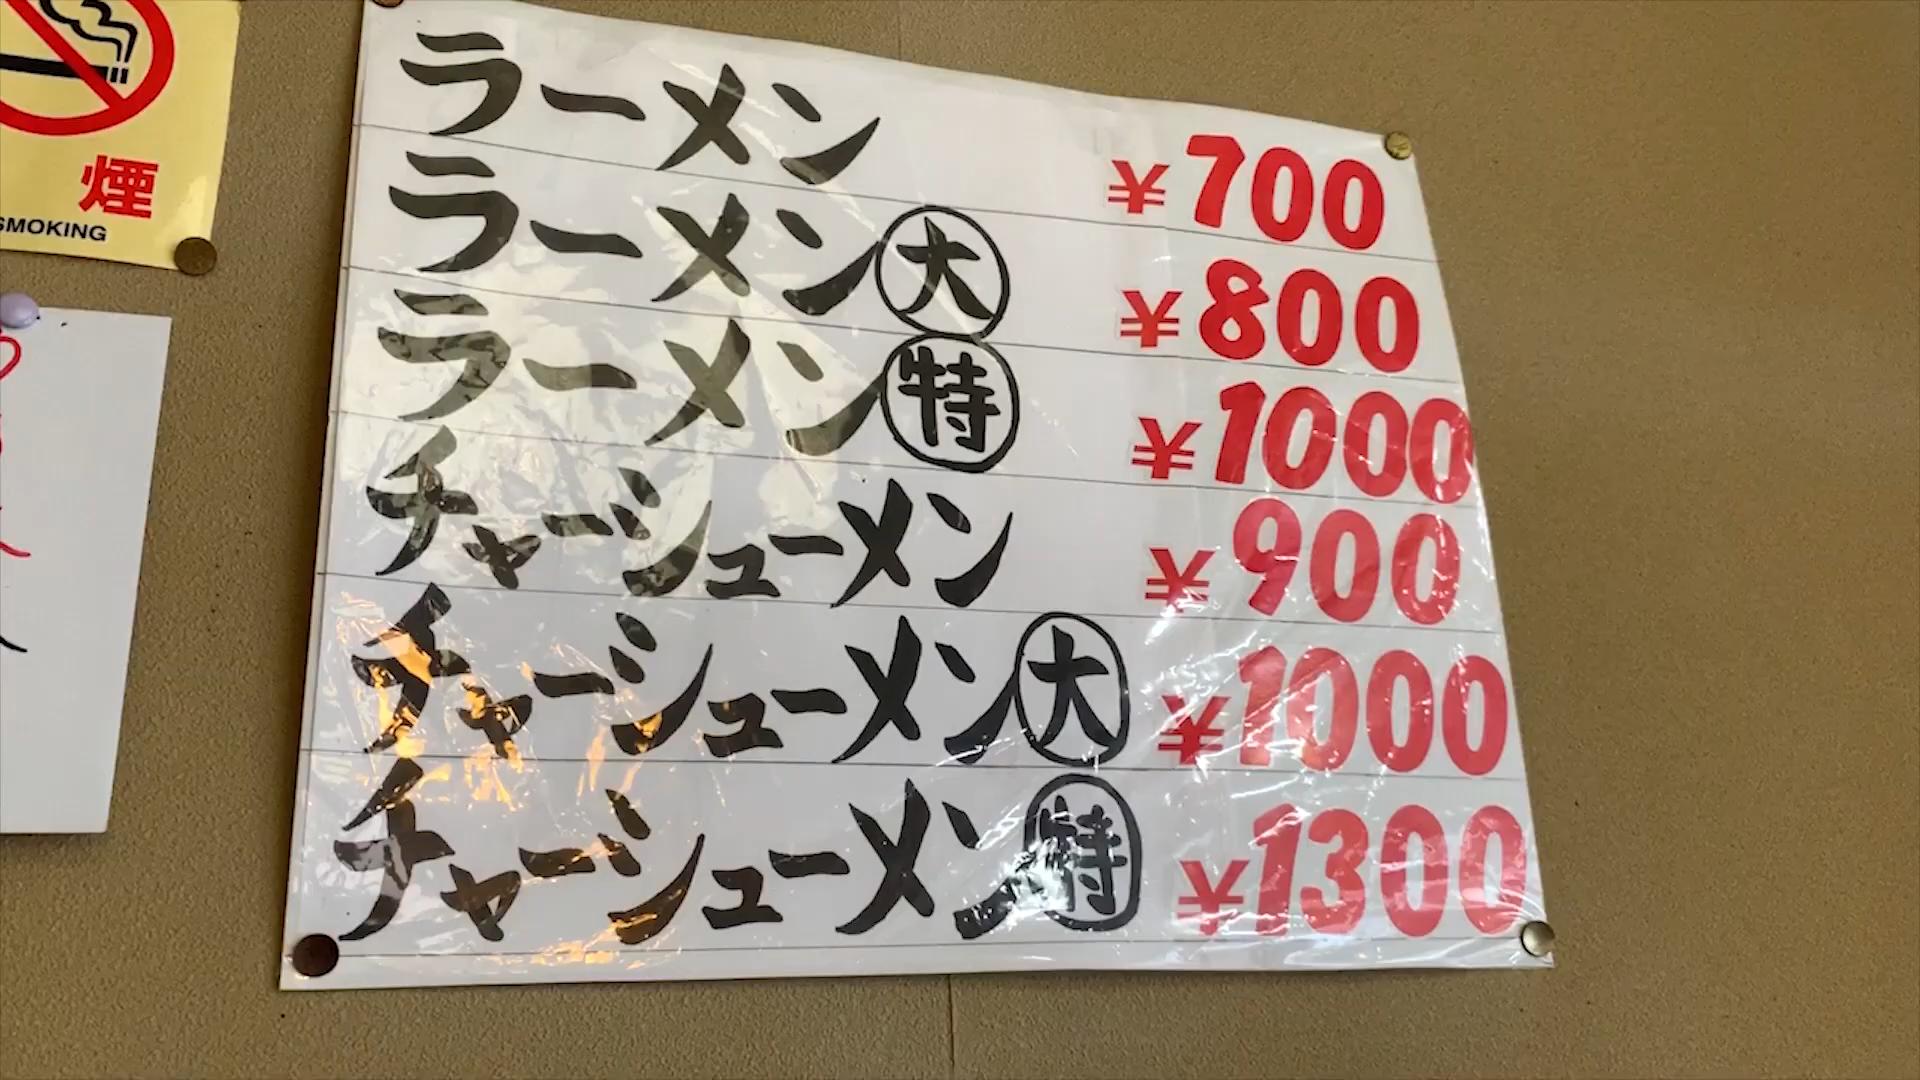 煙
SMOKING
ラーメン ¥700
ラーメン㊛大 ¥800
ラーメン特 ¥1000
チャーシューメン ¥900
チャーシューメン大 ¥1000
チャーシューメン特 ¥1300